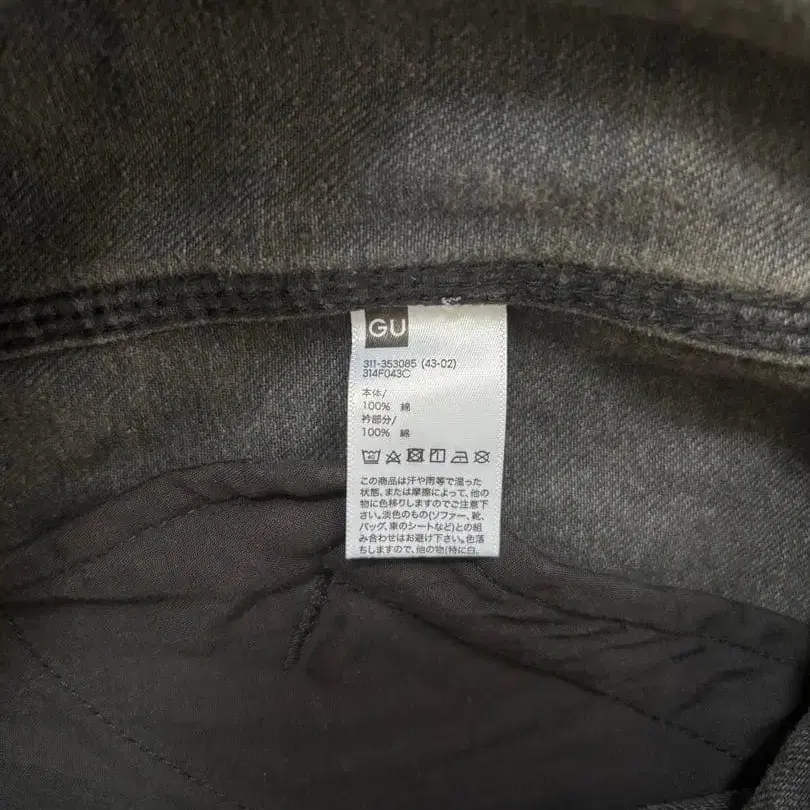 GU
311-353085 (43-02)
314F043C
本体/
100% 綿
衿部分/
100% 綿
この商品は汗や雨等で湿った
状態、または摩擦によって、他の
物に色移りしますのでご注意下
さい。淡色のもの(ソファー、靴、
バッグ、車のシートなど)との組
み合わせはお避け下さい。色落
ちしますので、他の物(特に白、